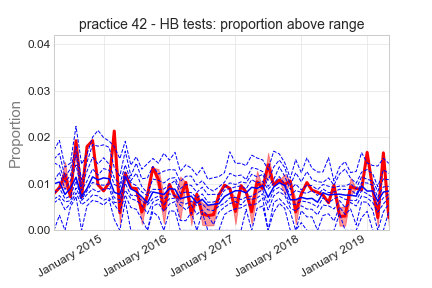 practice 42 - HB tests: proportion above range
0.04
0.03
0.02
0.01
0.00
Proportion
January 2015
January 2016
January 2017
January 2018
January 2019